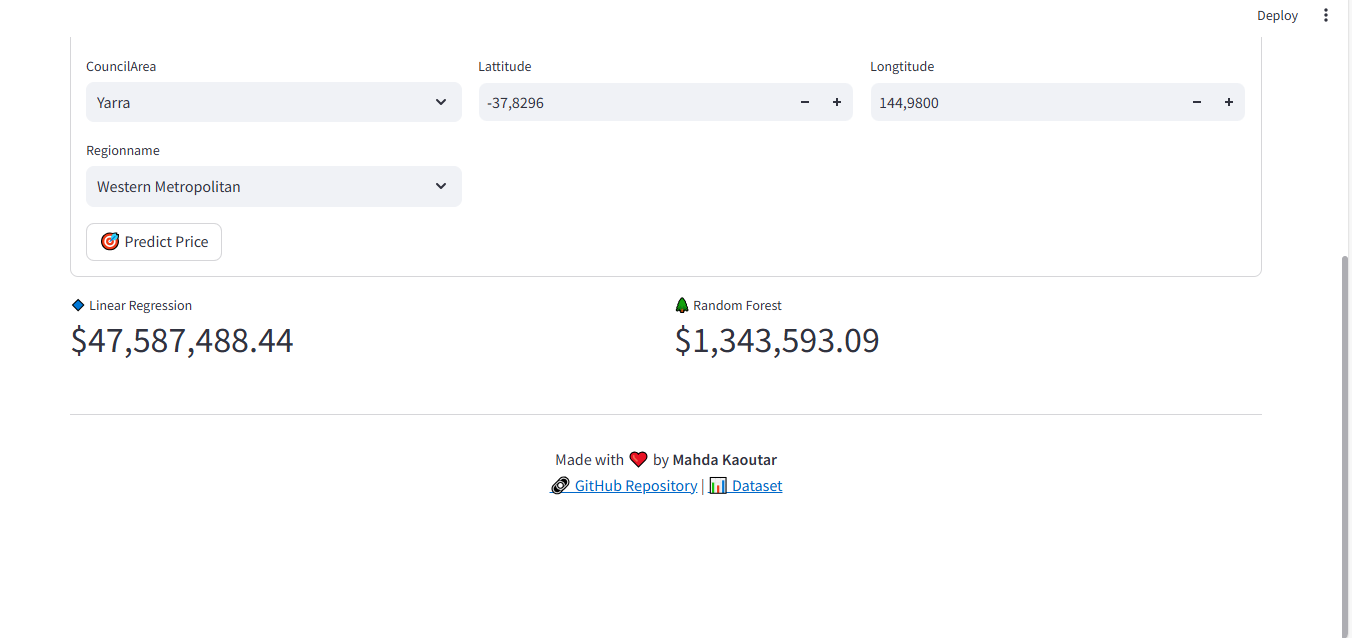 Deploy
CouncilArea
Lattitude
Longtitude
Yarra
-37,8296
144,9800
Regionname
Western Metropolitan
🎯 Predict Price
🔷 Linear Regression
🌲 Random Forest
$47,587,488.44
$1,343,593.09
Made with ❤️ by Mahda Kaoutar
🔗 GitHub Repository | 📊 Dataset